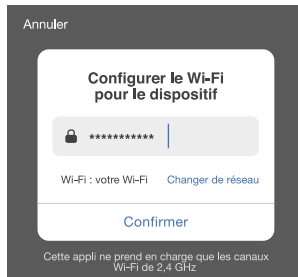 Annuler
Configurer le Wi-Fi
pour le dispositif
***********
Wi-Fi : votre Wi-Fi Changer de réseau
Confirmer
Cette appli ne prend en charge que les canaux
Wi-Fi de 2,4 GHz